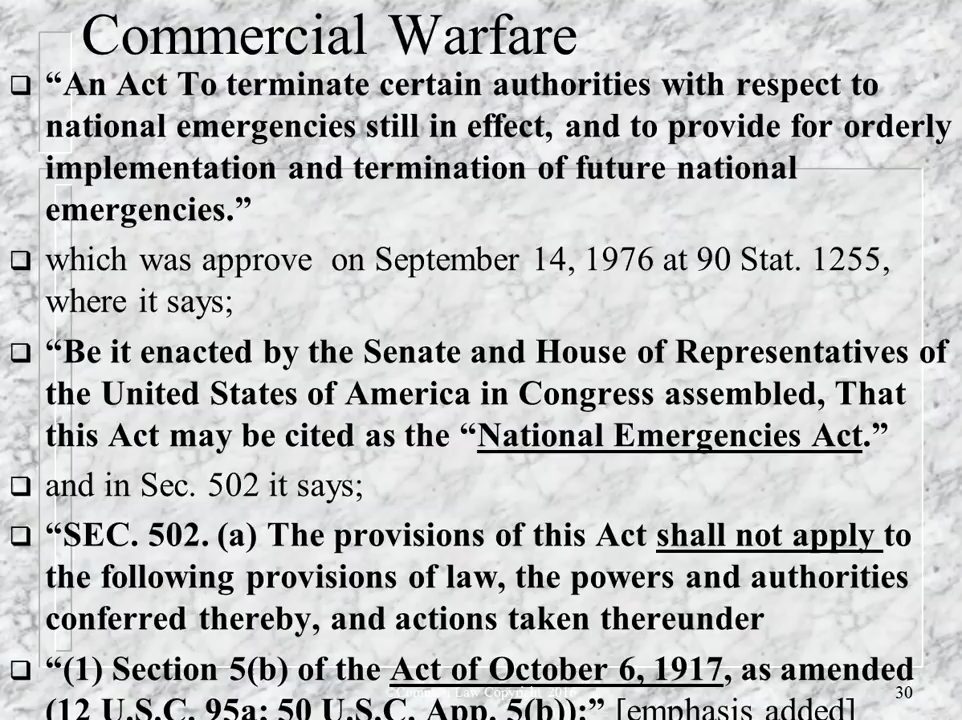 Commercial Warfare
❑ “An Act To terminate certain authorities with respect to
national emergencies still in effect, and to provide for orderly
implementation and termination of future national
emergencies.”
❑ which was approve  on September 14, 1976 at 90 Stat. 1255,
where it says;
❑ “Be it enacted by the Senate and House of Representatives of
the United States of America in Congress assembled, That
this Act may be cited as the “National Emergencies Act.”
❑ and in Sec. 502 it says;
❑ “SEC. 502. (a) The provisions of this Act shall not apply to
the following provisions of law, the powers and authorities
conferred thereby, and actions taken thereunder
❑ “(1) Section 5(b) of the Act of October 6, 1917, as amended
(12 U.S.C. 95a; 50 U.S.C. App. 5(b));” [emphasis added]
Law Copyright
30